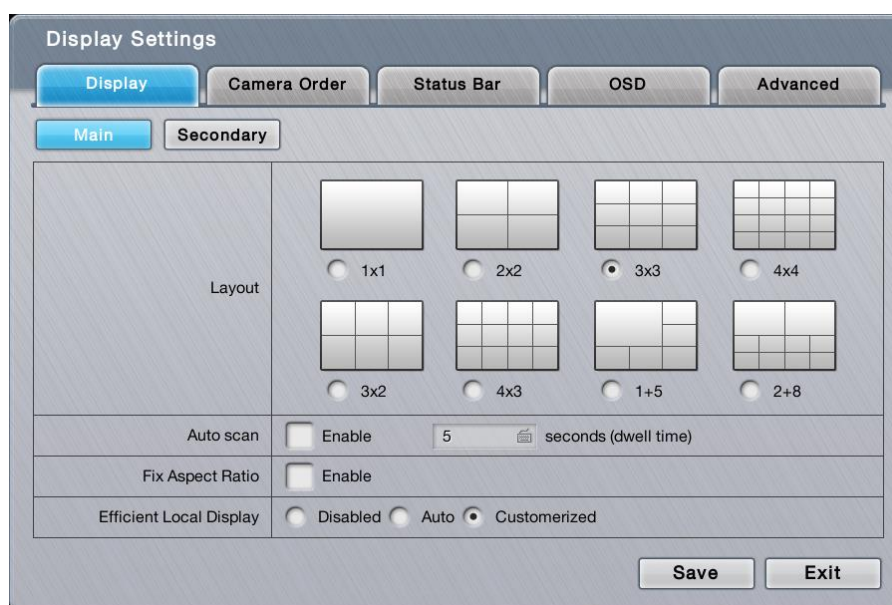 Display Settings
Display Camera Order Status Bar OSD Advanced
Main Secondary
Layout
1x1 2x2 3x3 4x4
3x2 4x3 1+5 2+8
Auto scan Enable 5 seconds (dwell time)
Fix Aspect Ratio Enable
Efficient Local Display Disabled Auto Customerized
Save Exit